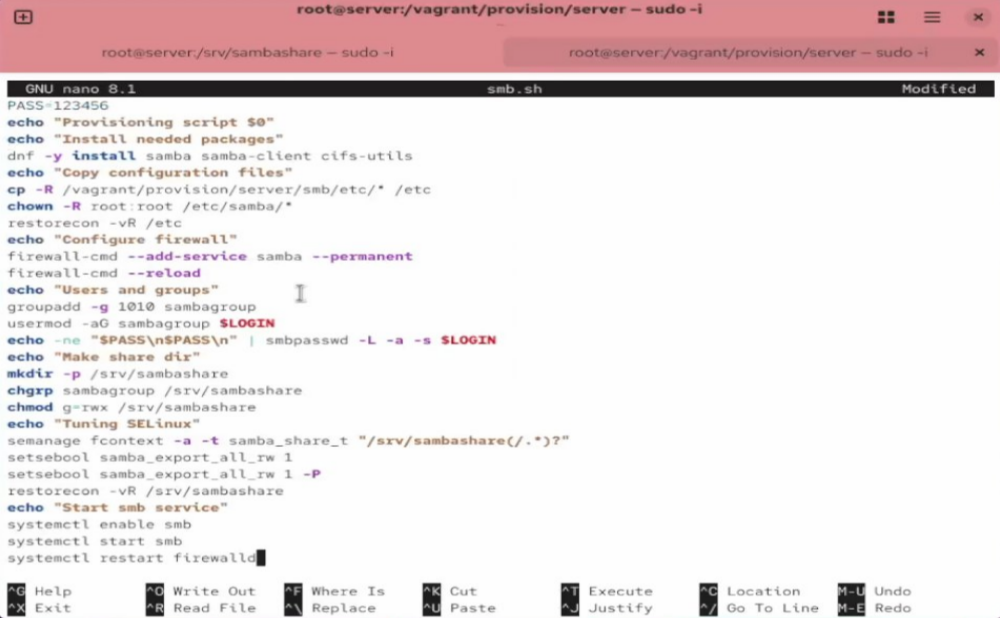 root@server:/vagrant/provision/server — sudo -i
root@server:/srv/sambashare — sudo -i
root@server:/vagrant/provision/server — sudo -i
GNU nano 8.1 smb.sh Modified
PASS=123456
echo "Provisioning script $0"
echo "Install needed packages"
dnf -y install samba samba-client cifs-utils
echo "Copy configuration files"
cp -R /vagrant/provision/server/smb/etc/* /etc
chown -R root:root /etc/samba/*
restorecon -vR /etc
echo "Configure firewall"
firewall-cmd --add-service samba --permanent
firewall-cmd --reload
echo "Users and groups"
groupadd -g 1010 sambagroup
usermod -aG sambagroup $LOGIN
echo -ne "$PASS\n$PASS\n" | smbpasswd -L -a -s $LOGIN
echo "Make share dir"
mkdir -p /srv/sambashare
chgrp sambagroup /srv/sambashare
chmod g=rwx /srv/sambashare
echo "Tuning SELinux"
semanage fcontext -a -t samba_share_t "/srv/sambashare(/.*)?"
setsebool samba_export_all_rw 1
setsebool samba_export_all_rw 1 -P
restorecon -vR /srv/sambashare
echo "Start smb service"
systemctl enable smb
systemctl start smb
systemctl restart firewalld
^G Help ^O Write Out ^F Where Is ^K Cut ^T Execute ^C Location M-U Undo
^X Exit ^R Read File ^\ Replace ^U Paste ^J Justify ^/ Go To Line M-E Redo